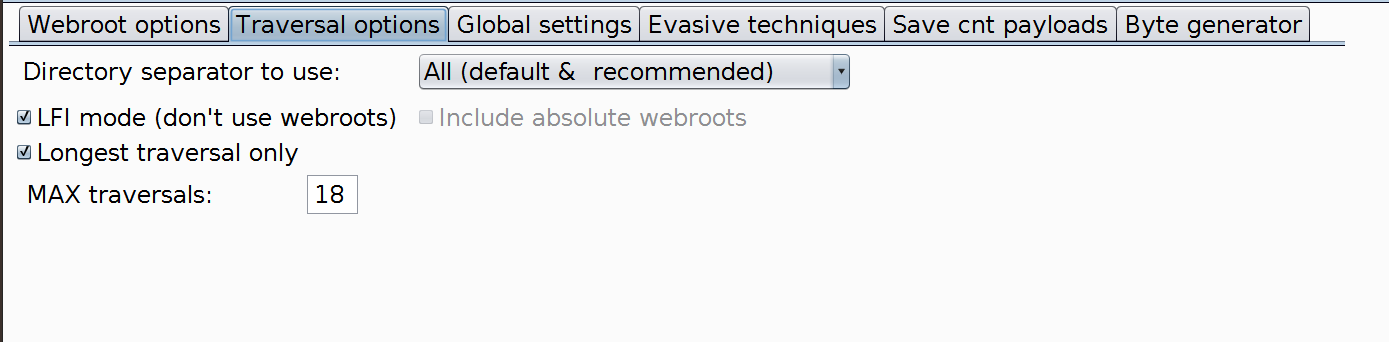 Webroot options Traversal options Global settings Evasive techniques Save cnt payloads Byte generator
Directory separator to use: All (default &  recommended)
LFI mode (don't use webroots) Include absolute webroots
Longest traversal only
MAX traversals: 18